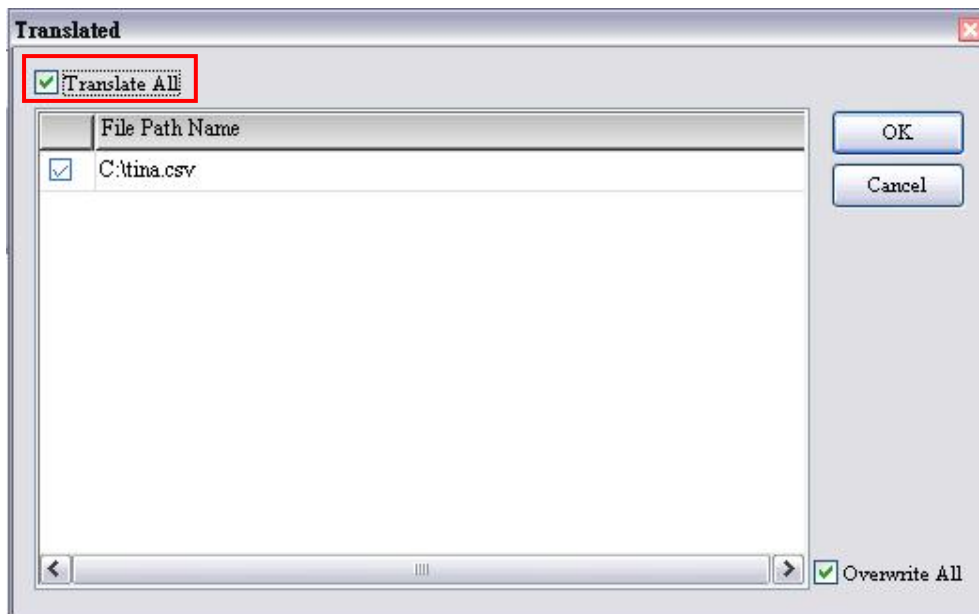 Translated
Translate All
File Path Name
OK
C:\tina.csv
Cancel
Overwrite All